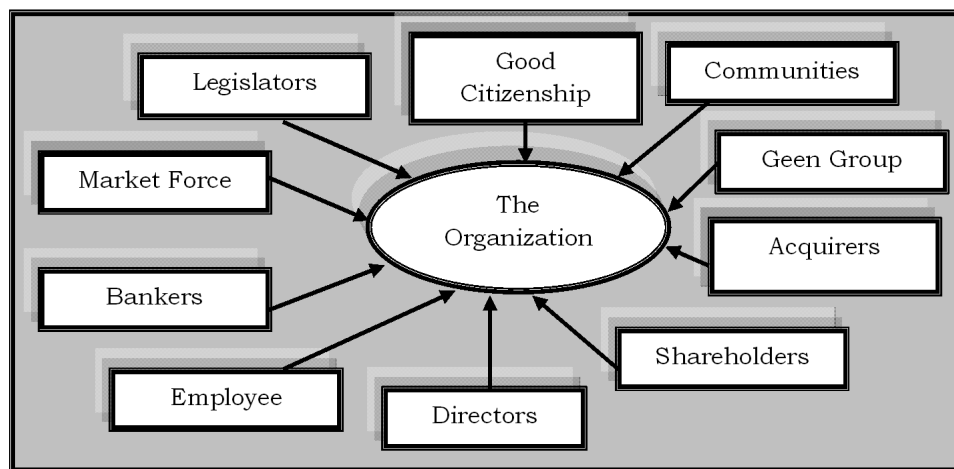 Legislators
Good
Citizenship
Communities
Market Force
Geen Group
The
Organization
Acquirers
Bankers
Shareholders
Employee
Directors